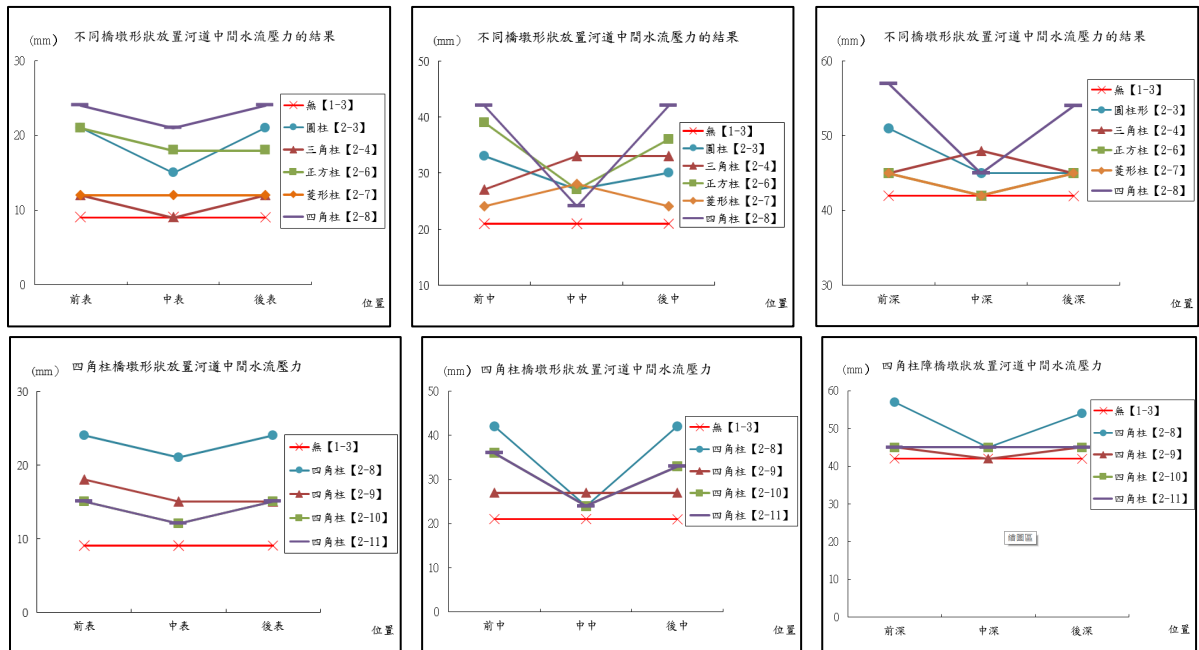 (mm) 不同橋墩形狀放置河道中間水流壓力的結果
30
20
10
0
無【1-3】
圓柱【2-3】
三角柱【2-4】
正方柱【2-6】
菱形柱【2-7】
四角柱【2-8】
前表 中表 後表 位置
(mm) 不同橋墩形狀放置河道中間水流壓力的結果
50
40
30
20
10
無【1-3】
圓柱【2-3】
三角柱【2-4】
正方柱【2-6】
菱形柱【2-7】
四角柱【2-8】
前中 中中 後中 位置
(mm) 不同橋墩形狀放置河道中間水流壓力的結果
60
50
40
30
無【1-3】
圓柱形【2-3】
三角柱【2-4】
正方柱【2-6】
菱形柱【2-7】
四角柱【2-8】
前深 中深 後深 位置
(mm) 四角柱橋墩形狀放置河道中間水流壓力
30
20
10
0
無【1-3】
四角柱【2-8】
四角柱【2-9】
四角柱【2-10】
四角柱【2-11】
前表 中表 後表 位置
(mm) 四角柱橋墩形狀放置河道中間水流壓力
50
40
30
20
10
0
無【1-3】
四角柱【2-8】
四角柱【2-9】
四角柱【2-10】
四角柱【2-11】
前中 中中 後中 位置
(mm) 四角柱障橋墩形狀放置河道中間水流壓力
60
50
40
30
20
10
0
無【1-3】
四角柱【2-8】
四角柱【2-9】
四角柱【2-10】
四角柱【2-11】
繪圖區
前深 中深 後深 位置